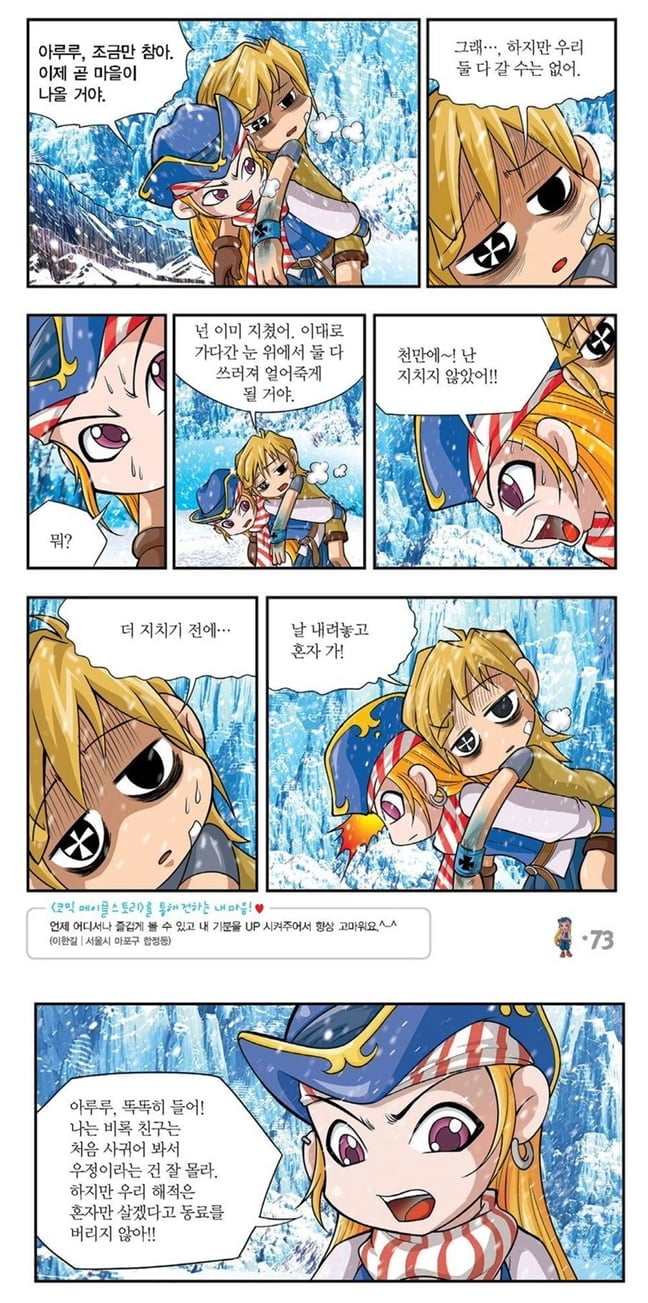 아루루, 조금만 참아.
이제 곧 마을이
나올 거야.
그래…, 하지만 우리
둘 다 갈 수는 없어.
뭐?
넌 이미 지쳤어. 이대로
가다간 눈 위에서 둘 다
쓰러져 얼어죽게
될 거야.
천만에~! 난
지치지 않았어!!
더 지치기 전에…
날 내려놓고
혼자 가!
<코믹 메이플스토리>를 통해 전하는 내 마음! ♥
언제 어디서나 즐겁게 볼 수 있고 내 기분을 UP 시켜주어서 항상 고마워요.^-^
(이한길 | 서울시 마포구 합정동)
73
아루루, 똑똑히 들어!
나는 비록 친구는
처음 사귀어 봐서
우정이라는 건 잘 몰라.
하지만 우리 해적은
혼자만 살겠다고 동료를
버리지 않아!!